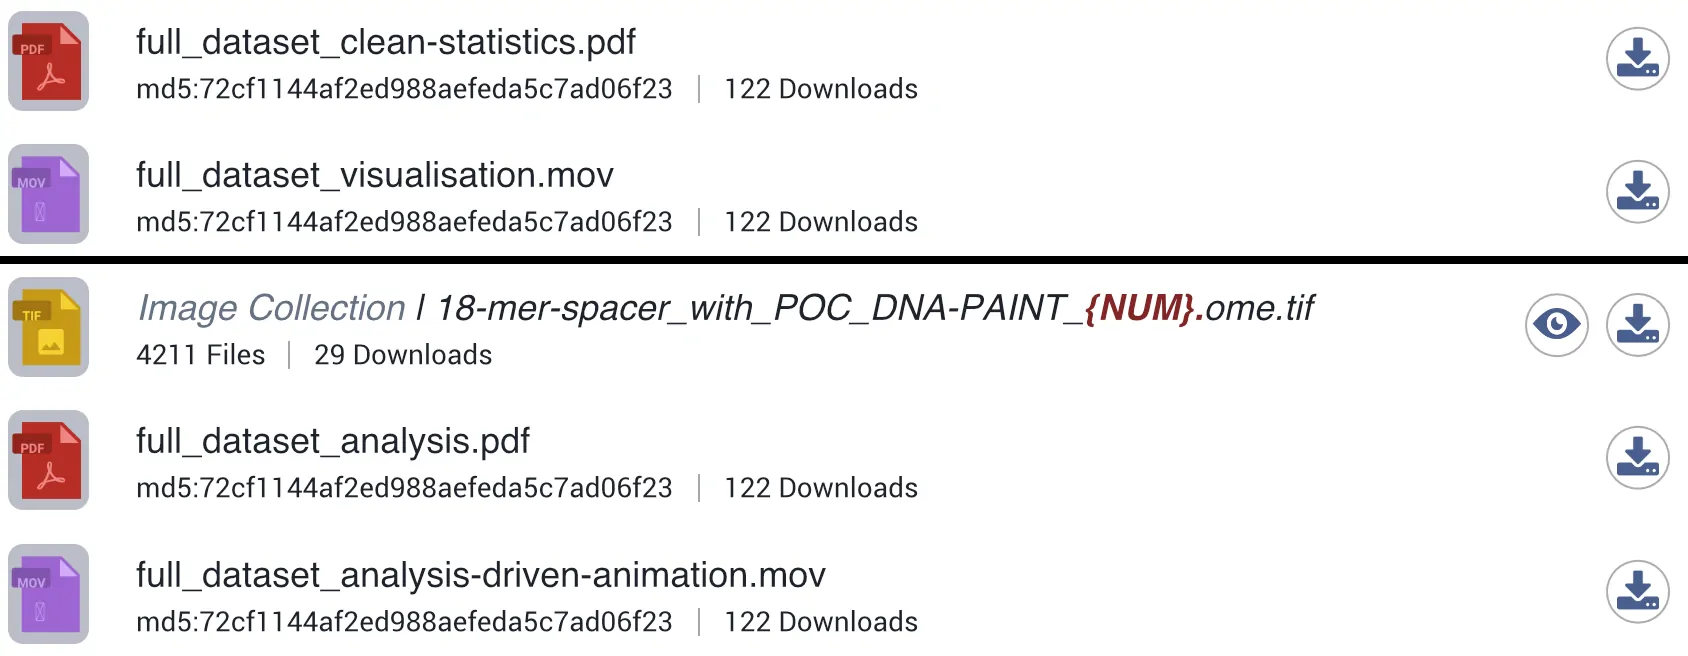 PDF
full_dataset_clean-statistics.pdf
md5:72cf1144af2ed988aefeda5c7ad06f23 | 122 Downloads
MOV
full_dataset_visualisation.mov
md5:72cf1144af2ed988aefeda5c7ad06f23 | 122 Downloads
TIF
Image Collection | 18-mer-spacer_with_POC_DNA-PAINT_{NUM}.ome.tif
4211 Files | 29 Downloads
PDF
full_dataset_analysis.pdf
md5:72cf1144af2ed988aefeda5c7ad06f23 | 122 Downloads
MOV
full_dataset_analysis-driven-animation.mov
md5:72cf1144af2ed988aefeda5c7ad06f23 | 122 Downloads